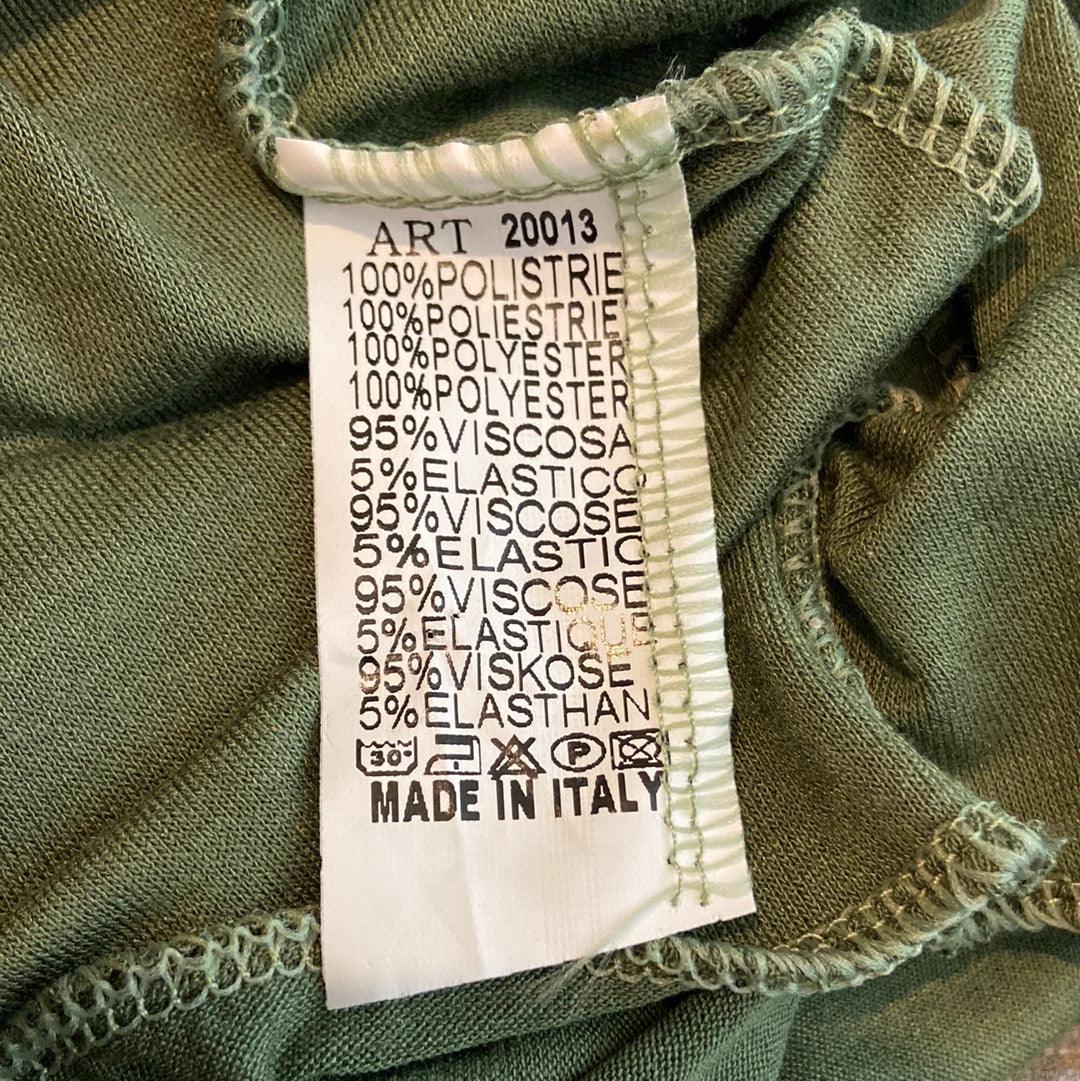 ART 20013
100%POLISTRIE
100%POLIESTRIE
100%POLYESTER
100%POLYESTER
95%VISCOSA
5%ELASTICO
95%VISCOSE
5%ELASTIC
95%VISCOSE
5%ELASTIQUE
95%VISKOSE
5%ELASTHAN
30° P
MADE IN ITALY